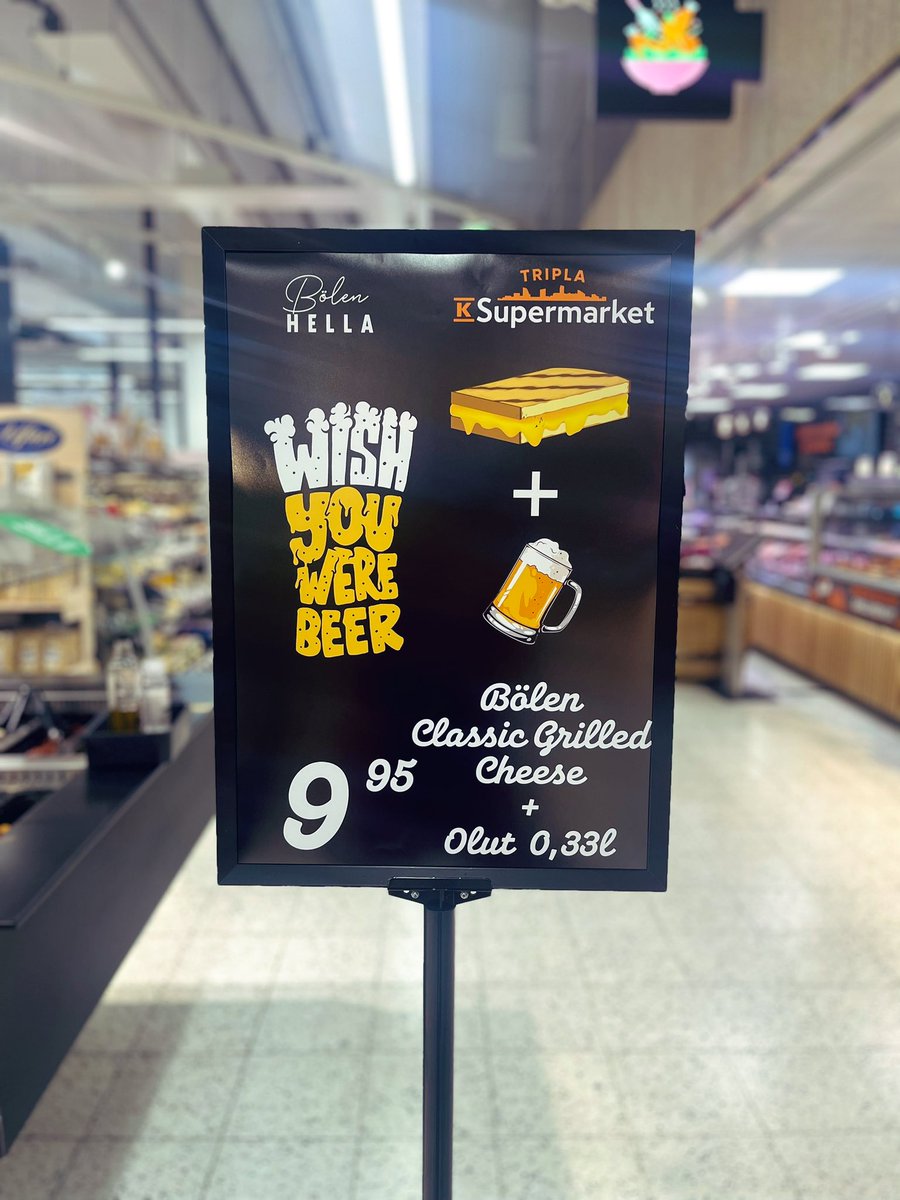 Bölen
HELLA
TRIPLA
K Supermarket
WISH
YOU
WERE
BEER
+
Bölen
Classic Grilled
Cheese
+
Olut 0,33l
9 95